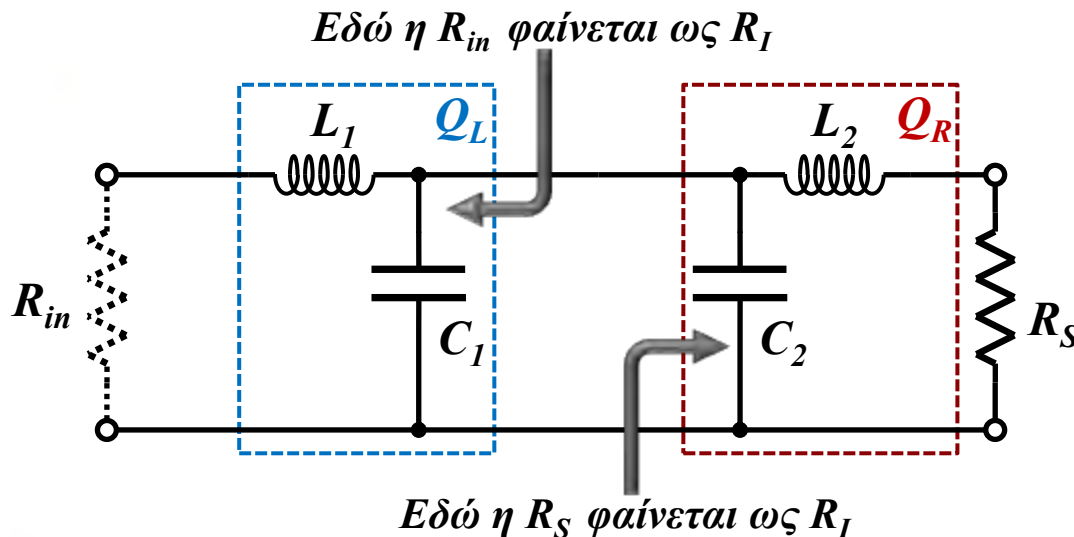 Εδώ η R_in φαίνεται ως R_I
Q_L
Q_R
L_1
L_2
R_in
C_1
C_2
R_S
Εδώ η R_S φαίνεται ως R_I